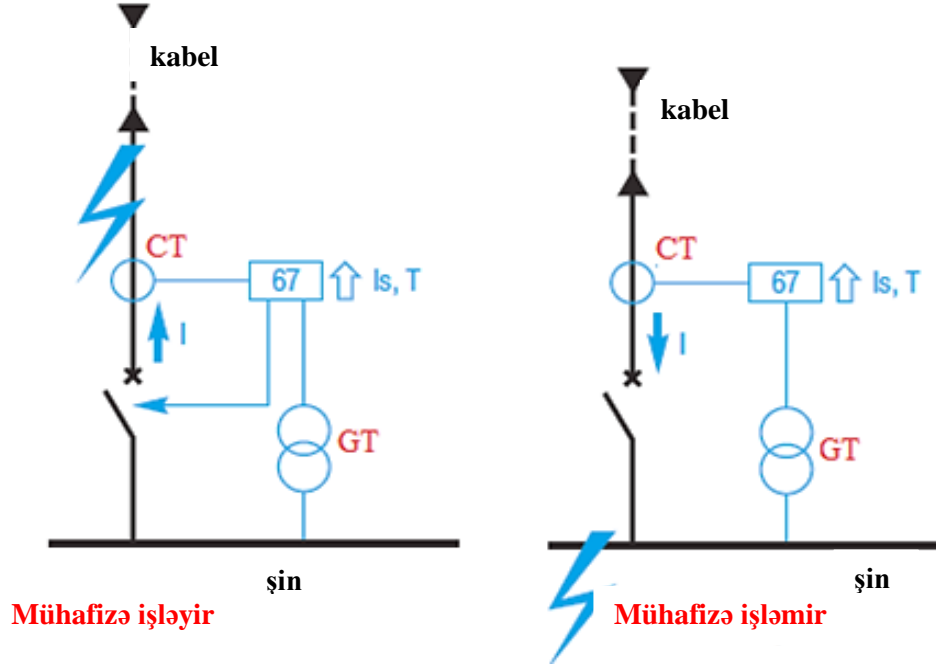 kabel
CT
67 Is, T
I
GT
şin
Mühafizə işləyir
kabel
CT
67 Is, T
I
GT
şin
Mühafizə işləmir